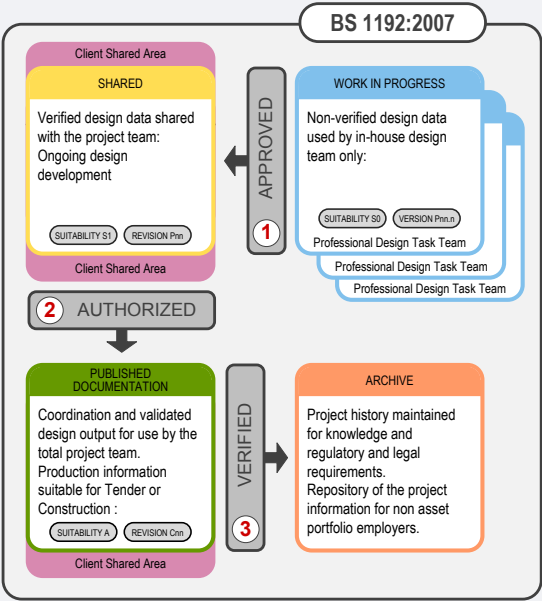 BS 1192:2007
Client Shared Area
SHARED
Verified design data shared
with the project team:
Ongoing design
development
SUITABILITY S1
REVISION Pnn
Client Shared Area
APPROVED
1
WORK IN PROGRESS
Non-verified design data
used by in-house design
team only:
SUITABILITY S0
VERSION Pnn.n
Professional Design Task Team
Professional Design Task Team
Professional Design Task Team
2 AUTHORIZED
PUBLISHED
DOCUMENTATION
Coordination and validated
design output for use by the
total project team.
Production information
suitable for Tender or
Construction :
SUITABILITY A
REVISION Cnn
Client Shared Area
VERIFIED
3
ARCHIVE
Project history maintained
for knowledge and
regulatory and legal
requirements.
Repository of the project
information for non asset
portfolio employers.